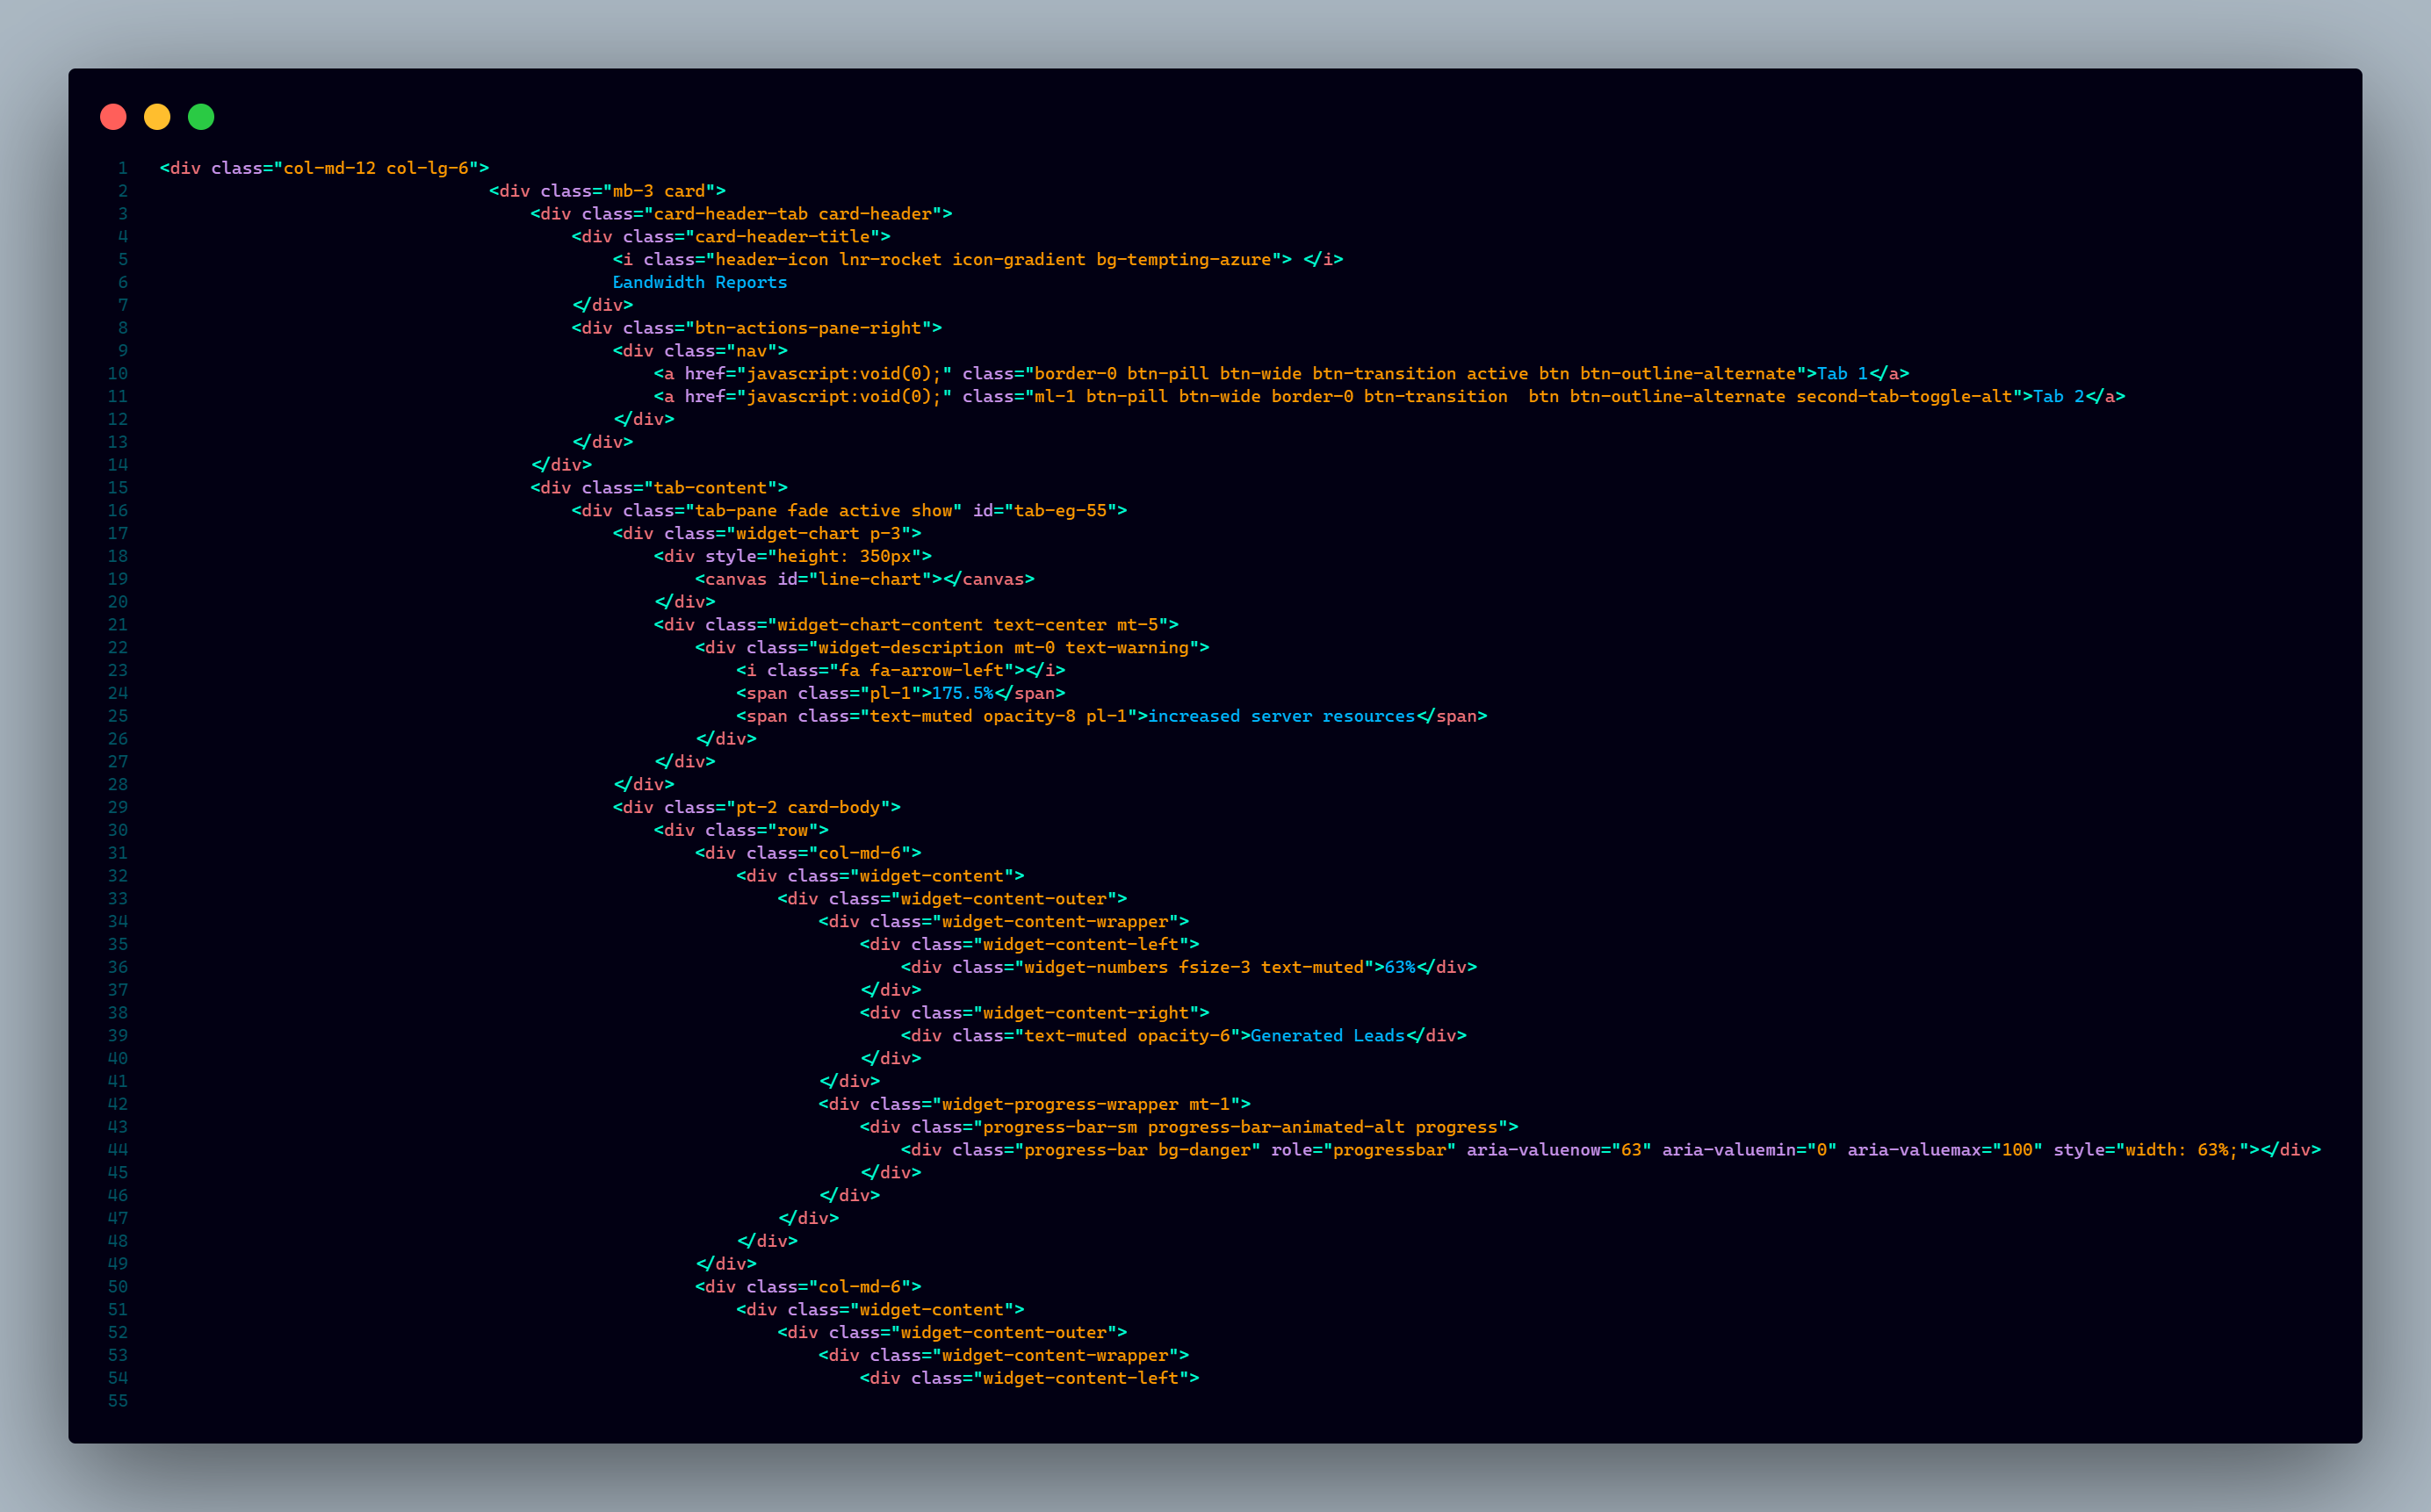 1 <div class="col-md-12 col-lg-6">
2 <div class="mb-3 card">
3 <div class="card-header-tab card-header">
4 <div class="card-header-title">
5 <i class="header-icon lnr-rocket icon-gradient bg-tempting-azure"> </i>
6 Bandwidth Reports
7 </div>
8 <div class="btn-actions-pane-right">
9 <div class="nav">
10 <a href="javascript:void(0);" class="border-0 btn-pill btn-wide btn-transition active btn btn-outline-alternate">Tab 1</a>
11 <a href="javascript:void(0);" class="ml-1 btn-pill btn-wide border-0 btn-transition  btn btn-outline-alternate second-tab-toggle-alt">Tab 2</a>
12 </div>
13 </div>
14 </div>
15 <div class="tab-content">
16 <div class="tab-pane fade active show" id="tab-eg-55">
17 <div class="widget-chart p-3">
18 <div style="height: 350px">
19 <canvas id="line-chart"></canvas>
20 </div>
21 <div class="widget-chart-content text-center mt-5">
22 <div class="widget-description mt-0 text-warning">
23 <i class="fa fa-arrow-left"></i>
24 <span class="pl-1">175.5%</span>
25 <span class="text-muted opacity-8 pl-1">increased server resources</span>
26 </div>
27 </div>
28 </div>
29 <div class="pt-2 card-body">
30 <div class="row">
31 <div class="col-md-6">
32 <div class="widget-content">
33 <div class="widget-content-outer">
34 <div class="widget-content-wrapper">
35 <div class="widget-content-left">
36 <div class="widget-numbers fsize-3 text-muted">63%</div>
37 </div>
38 <div class="widget-content-right">
39 <div class="text-muted opacity-6">Generated Leads</div>
40 </div>
41 </div>
42 <div class="widget-progress-wrapper mt-1">
43 <div class="progress-bar-sm progress-bar-animated-alt progress">
44 <div class="progress-bar bg-danger" role="progressbar" aria-valuenow="63" aria-valuemin="0" aria-valuemax="100" style="width: 63%;"></div>
45 </div>
46 </div>
47 </div>
48 </div>
49 </div>
50 <div class="col-md-6">
51 <div class="widget-content">
52 <div class="widget-content-outer">
53 <div class="widget-content-wrapper">
54 <div class="widget-content-left">
55